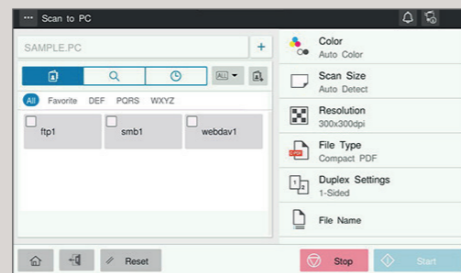 Scan to PC
SAMPLE.PC
+
ALL
All Favorite DEF PQRS WXYZ
ftp1 smb1 webdav1
Color
Auto Color
Scan Size
Auto Detect
Resolution
300x300dpi
File Type
Compact PDF
Duplex Settings
1-Sided
File Name
Reset
Stop
Start